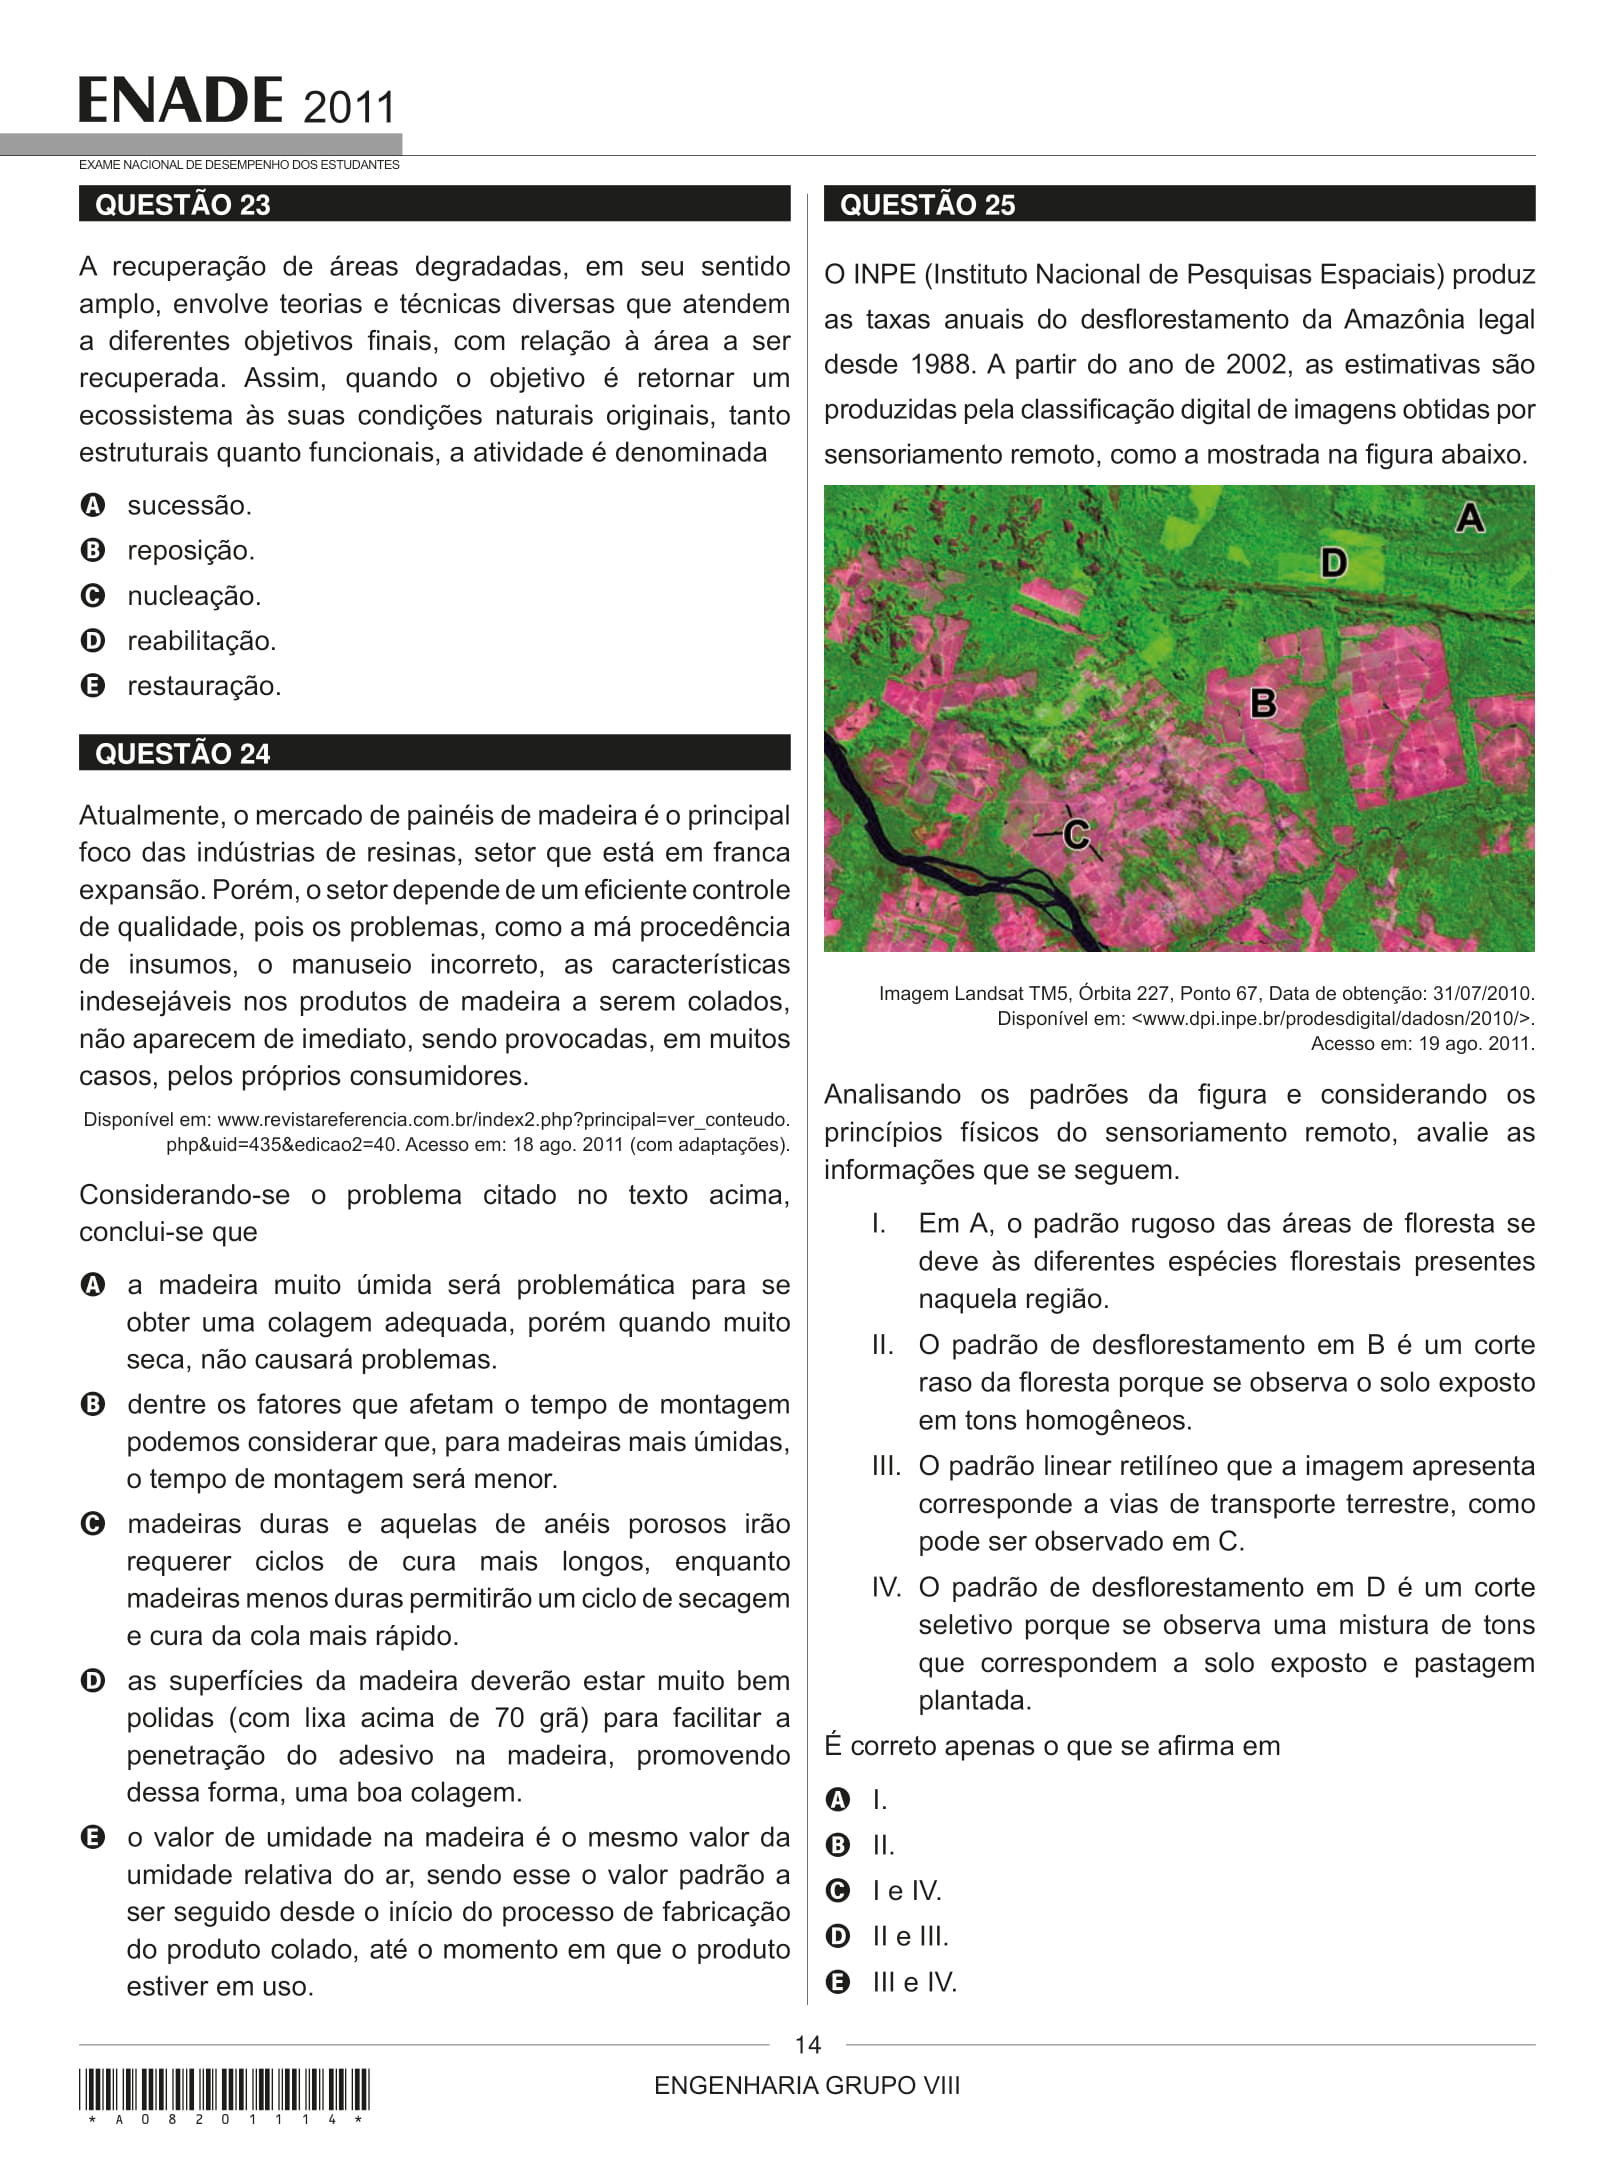 ENADE 2011
EXAME NACIONAL DE DESEMPENHO DOS ESTUDANTES
QUESTÃO 23
A recuperação de áreas degradadas, em seu sentido
amplo, envolve teorias e técnicas diversas que atendem
a diferentes objetivos finais, com relação à área a ser
recuperada. Assim, quando o objetivo é retornar um
ecossistema às suas condições naturais originais, tanto
estruturais quanto funcionais, a atividade é denominada
A sucessão.
B reposição.
C nucleação.
D reabilitação.
E restauração.
QUESTÃO 24
Atualmente, o mercado de painéis de madeira é o principal
foco das indústrias de resinas, setor que está em franca
expansão. Porém, o setor depende de um eficiente controle
de qualidade, pois os problemas, como a má procedência
de insumos, o manuseio incorreto, as características
indesejáveis nos produtos de madeira a serem colados,
não aparecem de imediato, sendo provocadas, em muitos
casos, pelos próprios consumidores.
Disponível em: www.revistareferencia.com.br/index2.php?principal=ver_conteudo.
php&uid=435&edicao2=40. Acesso em: 18 ago. 2011 (com adaptações).
Considerando-se o problema citado no texto acima,
conclui-se que
A a madeira muito úmida será problemática para se
obter uma colagem adequada, porém quando muito
seca, não causará problemas.
B dentre os fatores que afetam o tempo de montagem
podemos considerar que, para madeiras mais úmidas,
o tempo de montagem será menor.
C madeiras duras e aquelas de anéis porosos irão
requerer ciclos de cura mais longos, enquanto
madeiras menos duras permitirão um ciclo de secagem
e cura da cola mais rápido.
D as superfícies da madeira deverão estar muito bem
polidas (com lixa acima de 70 grã) para facilitar a
penetração do adesivo na madeira, promovendo
dessa forma, uma boa colagem.
E o valor de umidade na madeira é o mesmo valor da
umidade relativa do ar, sendo esse o valor padrão a
ser seguido desde o início do processo de fabricação
do produto colado, até o momento em que o produto
estiver em uso.
QUESTÃO 25
O INPE (Instituto Nacional de Pesquisas Espaciais) produz
as taxas anuais do desflorestamento da Amazônia legal
desde 1988. A partir do ano de 2002, as estimativas são
produzidas pela classificação digital de imagens obtidas por
sensoriamento remoto, como a mostrada na figura abaixo.
A
D
B
C
Imagem Landsat TM5, Órbita 227, Ponto 67, Data de obtenção: 31/07/2010.
Disponível em: <www.dpi.inpe.br/prodesdigital/dadosn/2010/>.
Acesso em: 19 ago. 2011.
Analisando os padrões da figura e considerando os
princípios físicos do sensoriamento remoto, avalie as
informações que se seguem.
I. Em A, o padrão rugoso das áreas de floresta se
deve às diferentes espécies florestais presentes
naquela região.
II. O padrão de desflorestamento em B é um corte
raso da floresta porque se observa o solo exposto
em tons homogêneos.
III. O padrão linear retilíneo que a imagem apresenta
corresponde a vias de transporte terrestre, como
pode ser observado em C.
IV. O padrão de desflorestamento em D é um corte
seletivo porque se observa uma mistura de tons
que correspondem a solo exposto e pastagem
plantada.
É correto apenas o que se afirma em
A I.
B II.
C I e IV.
D II e III.
E III e IV.
14
ENGENHARIA GRUPO VIII
* A 0 8 2 0 1 1 1 4 *